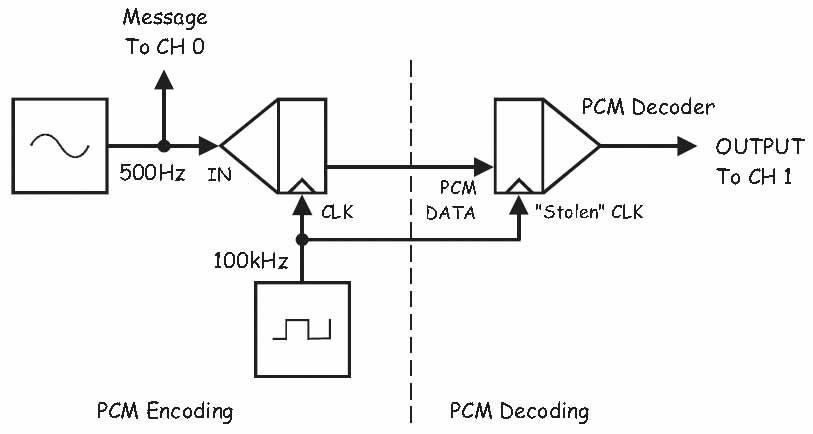 Message
To CH 0
PCM Decoder
OUTPUT
To CH 1
500Hz
IN
PCM
DATA
CLK
"Stolen" CLK
100kHz
PCM Encoding
PCM Decoding